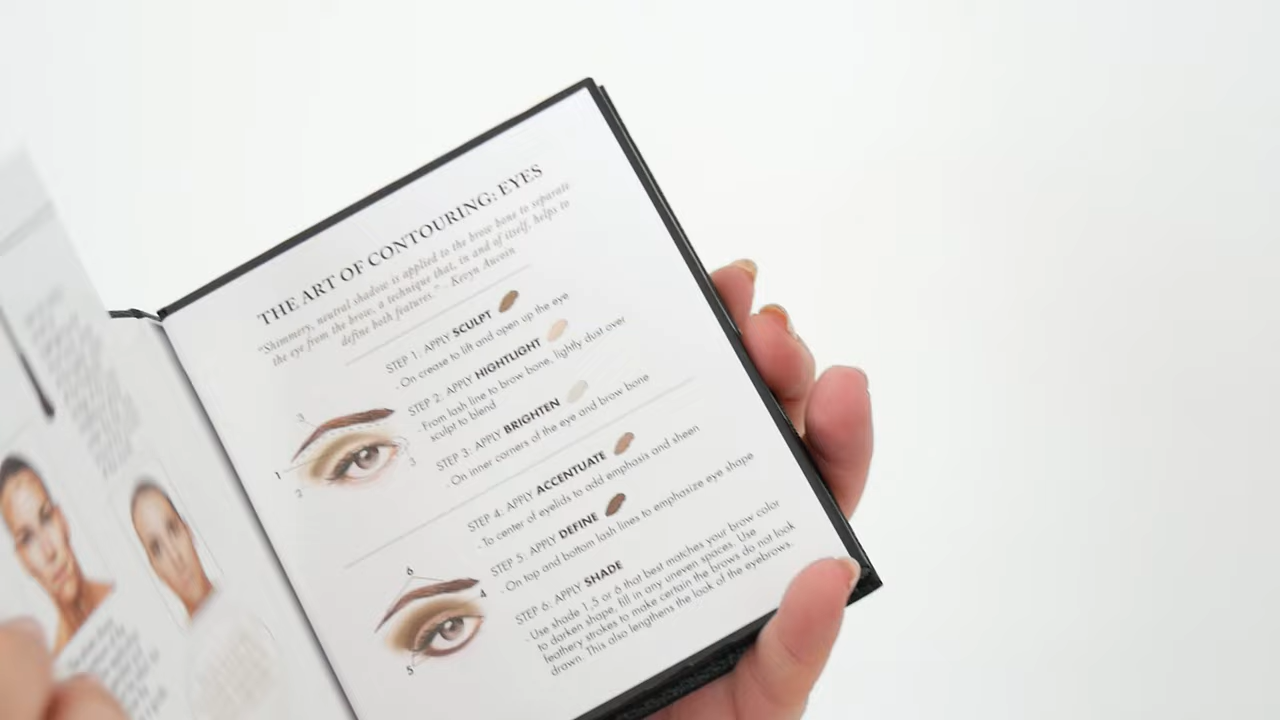 THE ART OF CONTOURING: EYES
"Shimmery, neutral shadow is applied to the brow bone to separate
the eye from the brow, a technique that, in and of itself, helps to
define both features." - Kevyn Aucoin
STEP 1: APPLY SCULPT
- On crease to lift and open up the eye
STEP 2: APPLY HIGHTLIGHT
- From lash line to brow bone, lightly dust over
sculpt to blend
STEP 3: APPLY BRIGHTEN
- On inner corners of the eye and brow bone
3
1
2
3
STEP 4: APPLY ACCENTUATE
- To center of eyelids to add emphasis and sheen
STEP 5: APPLY DEFINE
- On top and bottom lash lines to emphasize eye shape
STEP 6: APPLY SHADE
- Use shade 1,5 or 6 that best matches your brow color
to darken shape, fill in any uneven spaces. Use
feathery strokes to make certain the brows do not look
drawn. This also lengthens the look of the eyebrows.
6
4
5